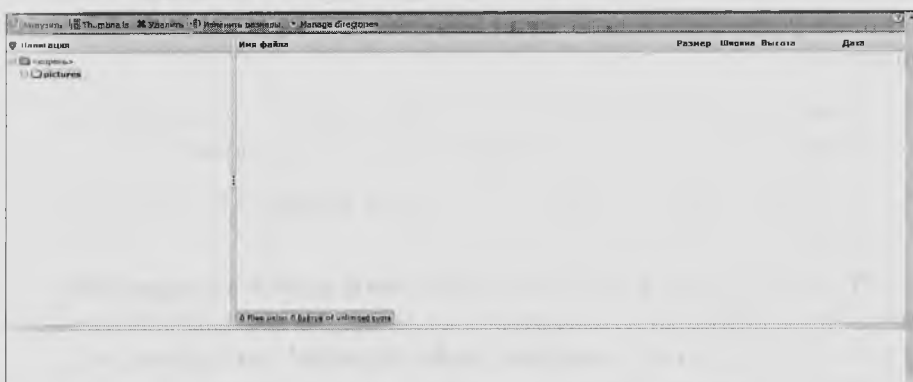 Загрузить Thumbnails Удалить Изменить размеры Manage directories
Навигация Имя файла Размер Ширина Высота Дата
<корень>
pictures
0 files using 0 bytes of unlimited